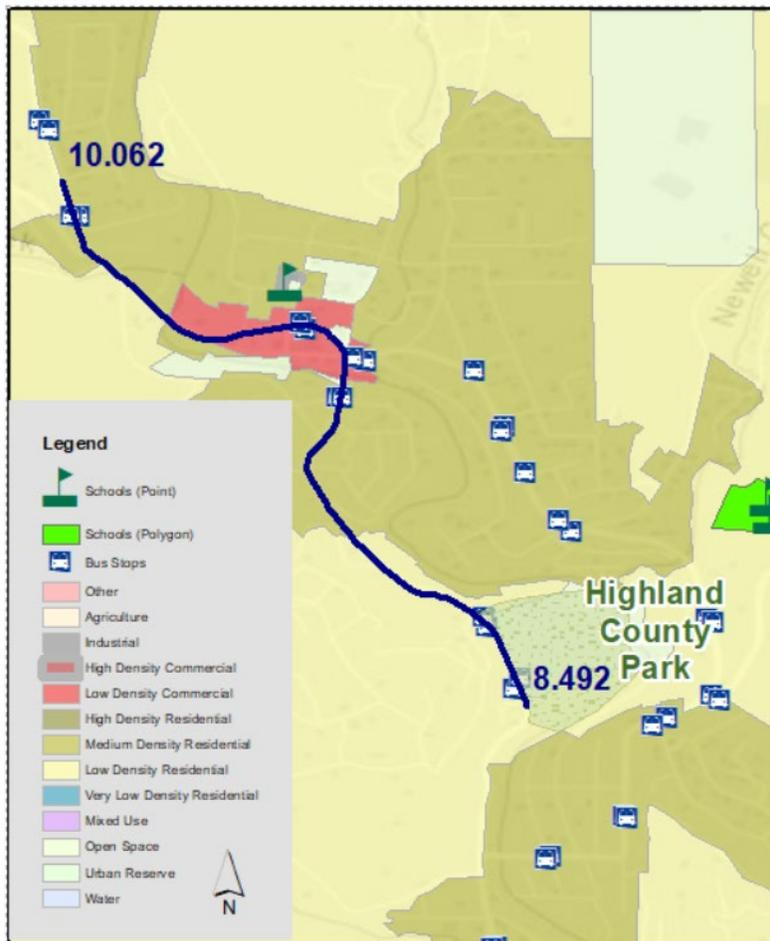 10.062
Newell C
k
Legend
Schools (Point)
Schools (Polygon)
Bus Stops
Other
Agriculture
Industrial
High Density Commercial
Low Density Commercial
High Density Residential
Medium Density Residential
Low Density Residential
Very Low Density Residential
Mixed Use
Open Space
Urban Reserve
Water
N
Highland
County
Park
8.492